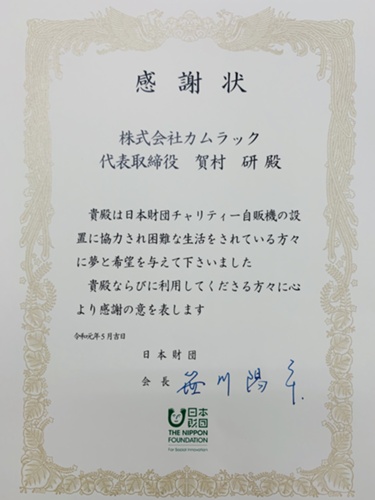 感謝状
株式会社カムラック
代表取締役 賀村 研 殿
貴殿は日本財団チャリティー自販機の設
置に協力され困難な生活をされている方々
に夢と希望を与えて下さいました
貴殿ならびに利用してくださる方々に心
より感謝の意を表します
令和元年5月吉日
日本財団
会長 笹川陽平
日本
財団
THE NIPPON
FOUNDATION
For Social Innovation